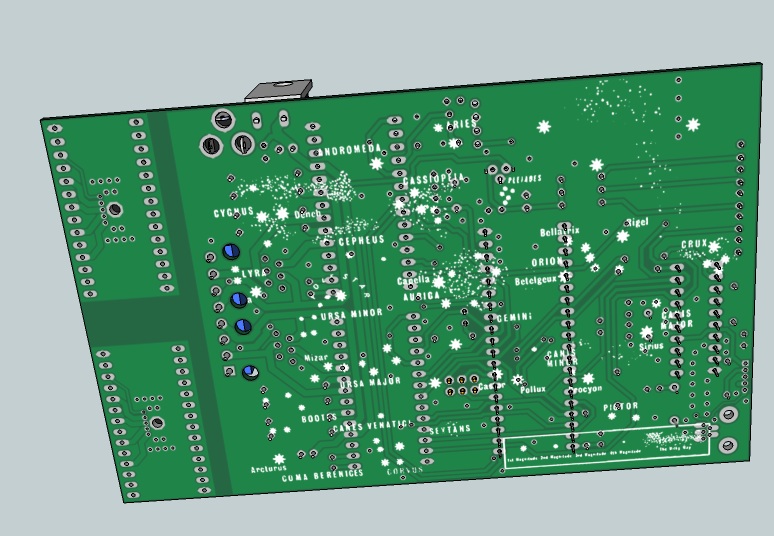 ARIES
ANDROMEDA
CASSIOPEIA
PLEIADES
CYGNUS
Deneb
Rigel
CEPHEUS
Bellatrix
CRUX
LYRA
ORION
Capella
Betelgeux
AURIGA
URSA MINOR
GEMINI
CANIS
MAJOR
Sirius
Mizar
CANIS
MINOR
URSA MAJOR
Castor
Pollux
Procyon
PICTOR
BOOTES
CANES VENATICI
SEXTANS
Arcturus
COMA BERENICES
CORVUS
1st Magnitude 2nd Magnitude 3rd Magnitude 4th Magnitude
The Milky Way